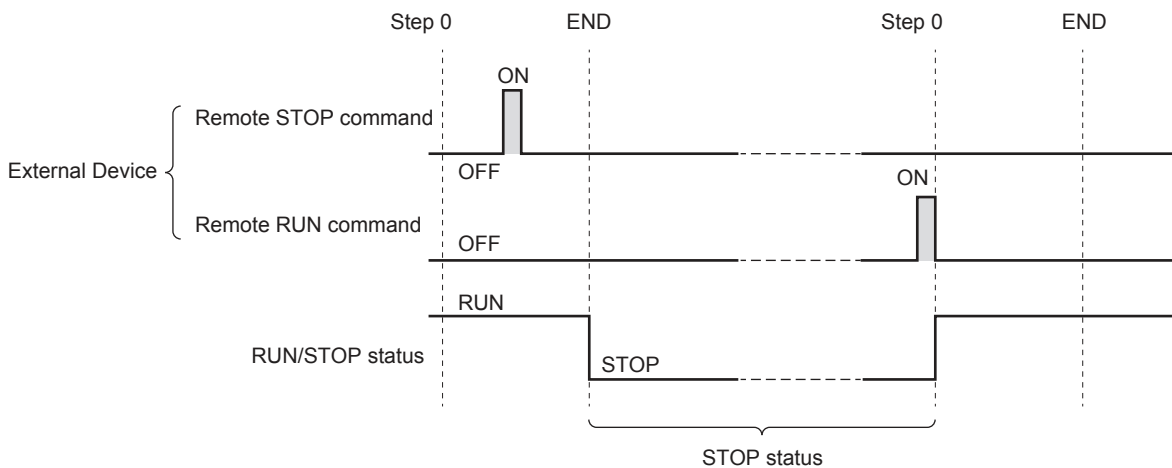 Step 0 END Step 0 END
ON
Remote STOP command
OFF
External Device
ON
Remote RUN command
OFF
RUN
RUN/STOP status
STOP
STOP status